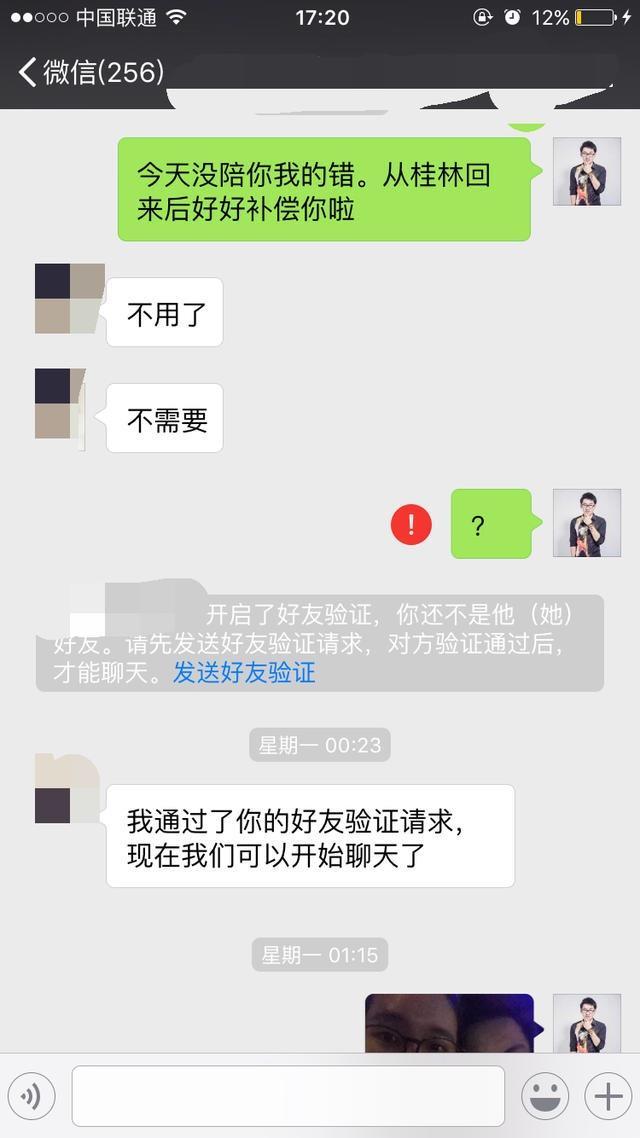 中国联通 17:20 12%
微信(256)
今天没陪你我的错。从桂林回
来后好好补偿你啦
不用了
不需要
!
?
开启了好友验证，你还不是他（她）
好友。请先发送好友验证请求，对方验证通过后，
才能聊天。发送好友验证
星期一 00:23
我通过了你的好友验证请求，
现在我们可以开始聊天了
星期一 01:15